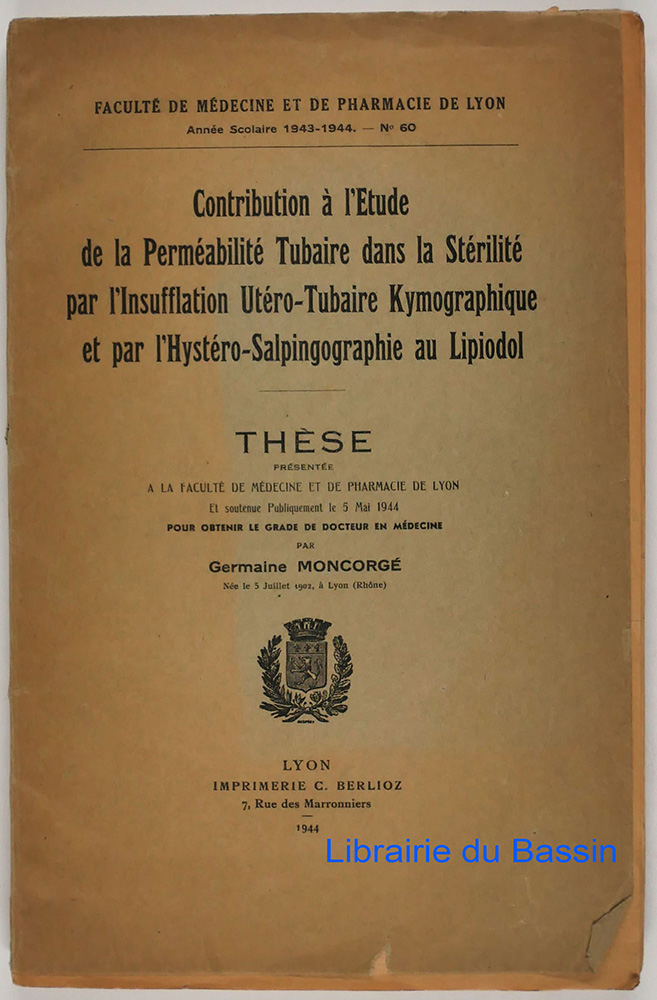 FACULTÉ DE MÉDECINE ET DE PHARMACIE DE LYON
Année Scolaire 1943-1944. — No 60
Contribution à l'Etude
de la Perméabilité Tubaire dans la Stérilité
par l'Insufflation Utéro-Tubaire Kymographique
et par l'Hystéro-Salpingographie au Lipiodol
THÈSE
PRÉSENTÉE
A LA FACULTÉ DE MÉDECINE ET DE PHARMACIE DE LYON
Et soutenue Publiquement le 5 Mai 1944
POUR OBTENIR LE GRADE DE DOCTEUR EN MÉDECINE
PAR
Germaine MONCORGÉ
Née le 3 Juillet 1902, à Lyon (Rhône)
LYON
IMPRIMERIE C. BERLIOZ
7, Rue des Marronniers
1944
Librairie du Bassin